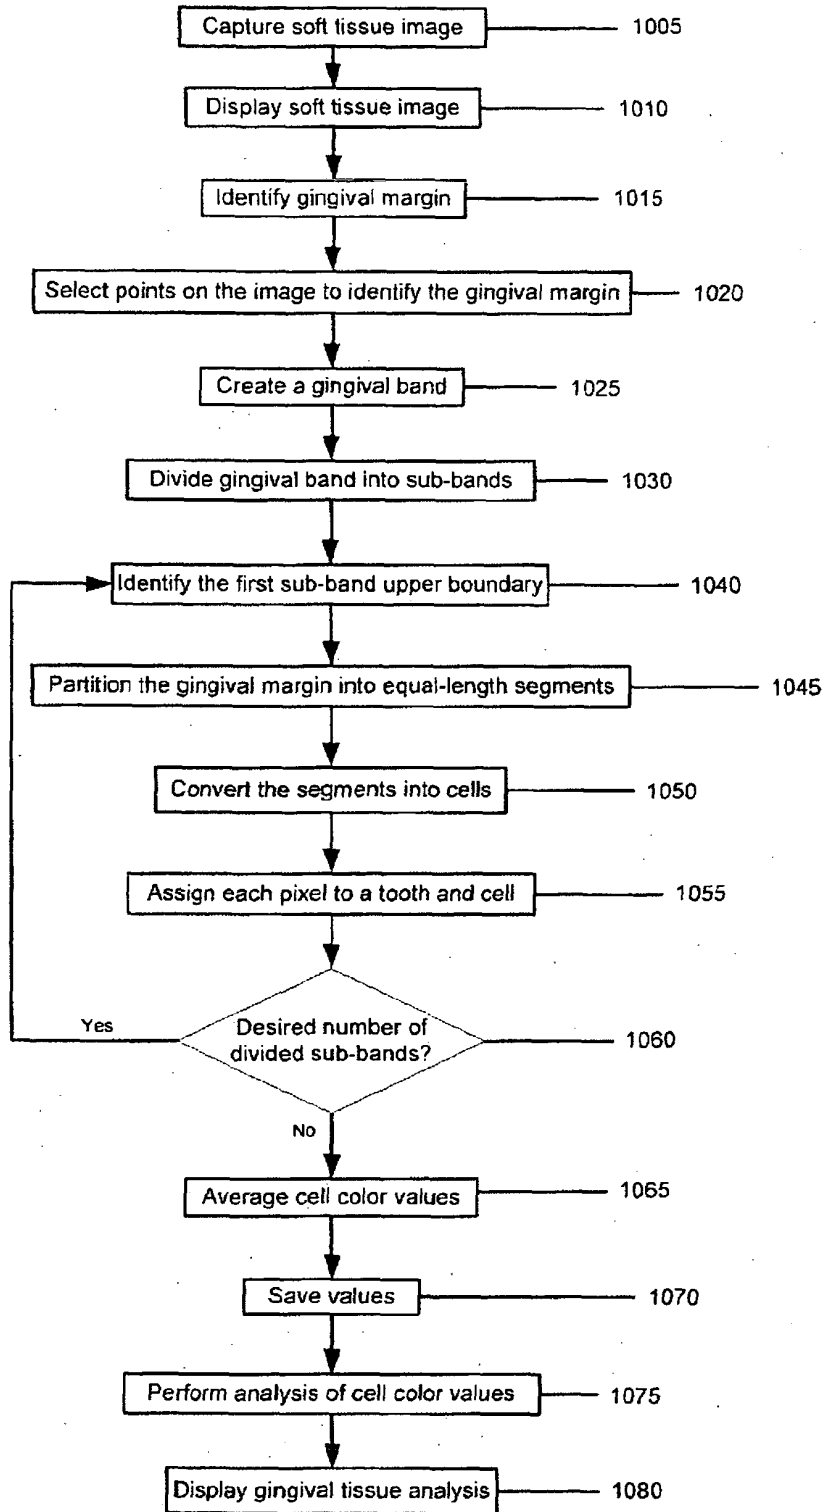 Capture soft tissue image 1005
Display soft tissue image 1010
Identify gingival margin 1015
Select points on the image to identify the gingival margin 1020
Create a gingival band 1025
Divide gingival band into sub-bands 1030
Identify the first sub-band upper boundary 1040
Partition the gingival margin into equal-length segments 1045
Convert the segments into cells 1050
Assign each pixel to a tooth and cell 1055
Yes
Desired number of
divided sub-bands?
1060
No
Average cell color values 1065
Save values 1070
Perform analysis of cell color values 1075
Display gingival tissue analysis 1080